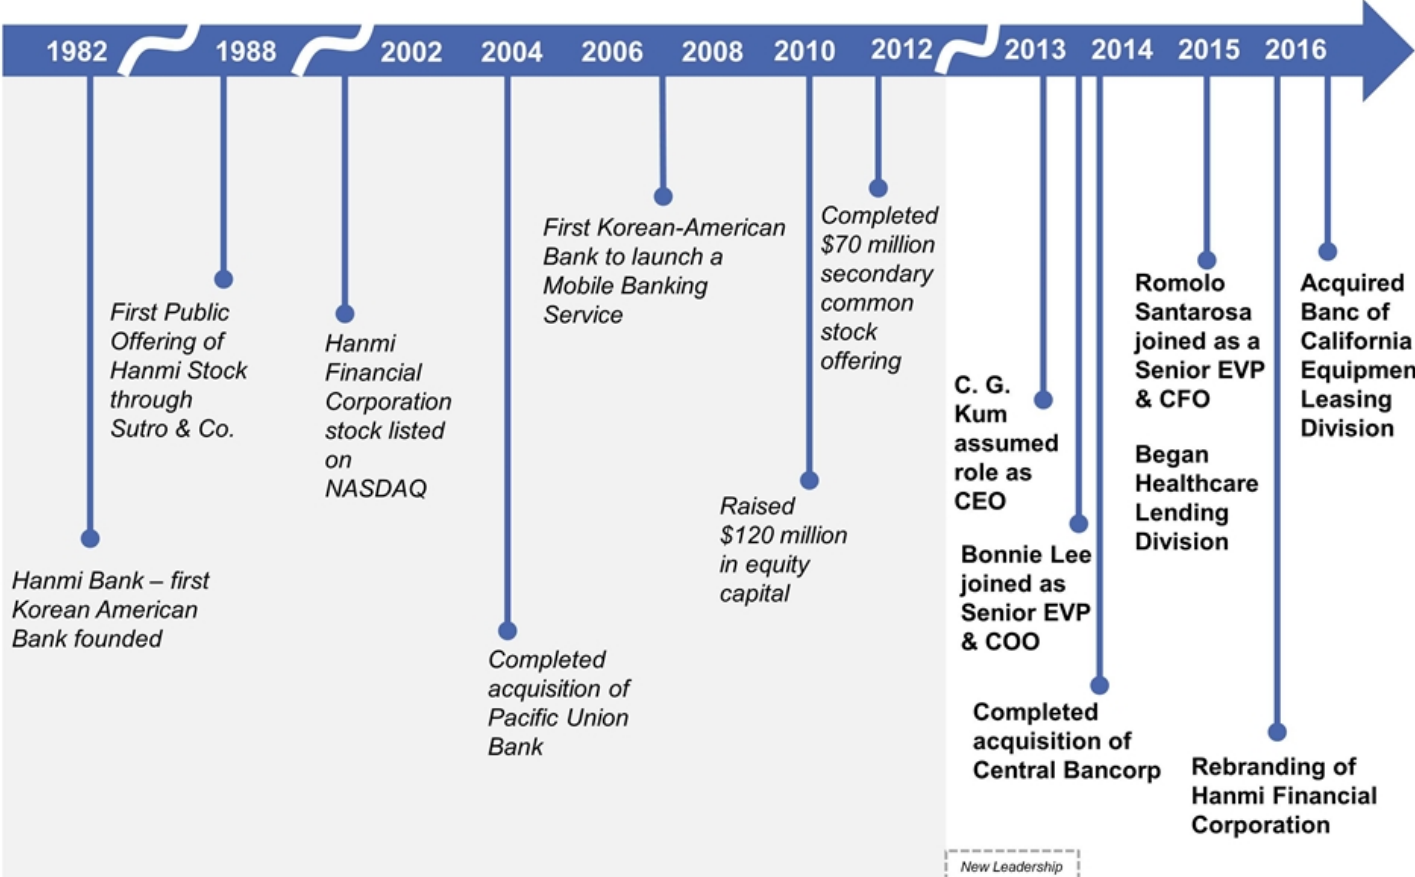 1982 1988 2002 2004 2006 2008 2010 2012 2013 2014 2015 2016
Hanmi Bank – first
Korean American
Bank founded
First Public
Offering of
Hanmi Stock
through
Sutro & Co.
Hanmi
Financial
Corporation
stock listed
on
NASDAQ
Completed
acquisition of
Pacific Union
Bank
First Korean-American
Bank to launch a
Mobile Banking
Service
Raised
$120 million
in equity
capital
Completed
$70 million
secondary
common
stock
offering
C. G.
Kum
assumed
role as
CEO
Bonnie Lee
joined as
Senior EVP
& COO
Completed
acquisition of
Central Bancorp
Romolo
Santarosa
joined as a
Senior EVP
& CFO
Began
Healthcare
Lending
Division
Rebranding of
Hanmi Financial
Corporation
Acquired
Banc of
California
Equipmen
Leasing
Division
New Leadership